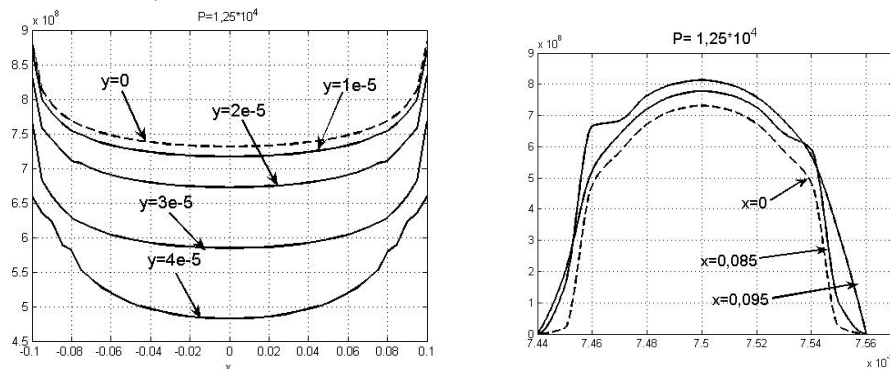 P=1,25*10^4
x 10^8
9
8.5
8
7.5
7
6.5
6
5.5
5
4.5
y=0
y=1e-5
y=2e-5
y=3e-5
y=4e-5
-0.1 -0.08 -0.06 -0.04 -0.02 0 0.02 0.04 0.06 0.08 0.1
x
P= 1,25*10^4
x 10^8
9
8
7
6
5
4
3
2
1
0
x=0
x=0,085
x=0,095
7.44 7.46 7.48 7.5 7.52 7.54 7.56